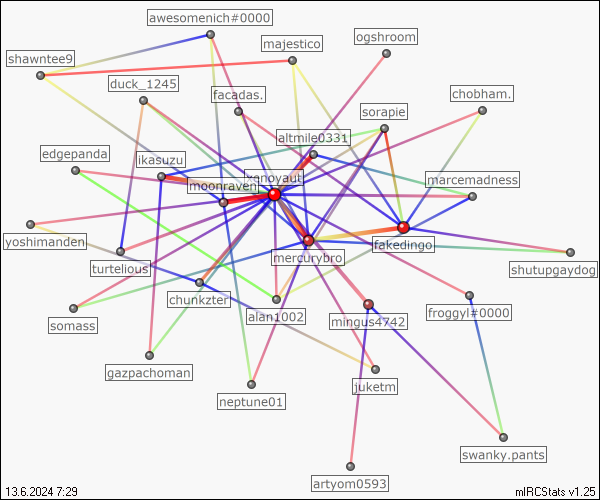 awesomenich#0000
ogshroom
majestico
shawntee9
duck_1245
facadas.
chobham.
sorapie
altmile0331
edgepanda
ikasuzu
xanoyaut
marcemadness
moonraven
yoshimanden
fakedingo
mercurybro
turtelious
shutupgaydog
chunkzter
somass
alan1002
mingus4742
froggyl#0000
gazpachoman
juketm
neptune01
swanky.pants
artyom0593
13.6.2024 7:29
mIRCStats v1.25